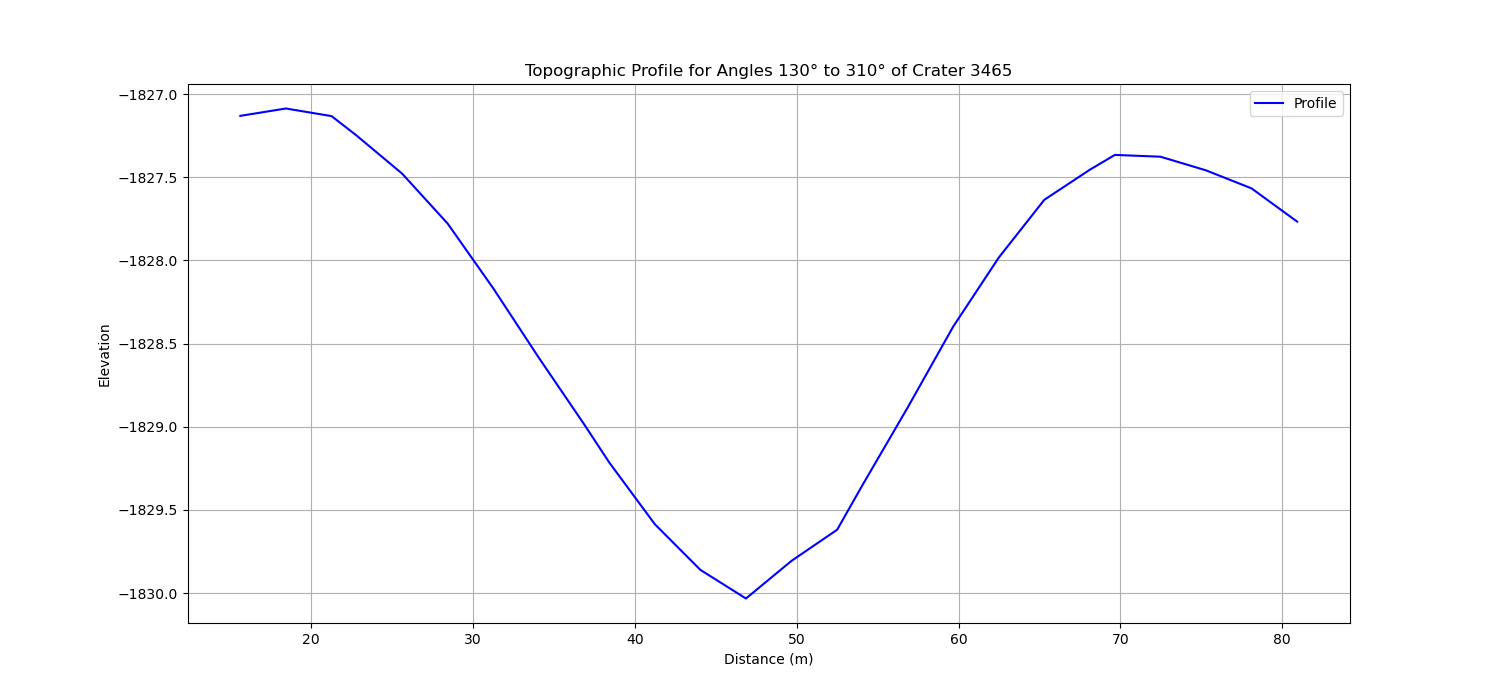 Topographic Profile for Angles 130° to 310° of Crater 3465
Profile
−1827.0
−1827.5
−1828.0
−1828.5
−1829.0
−1829.5
−1830.0
Elevation
20 30 40 50 60 70 80
Distance (m)